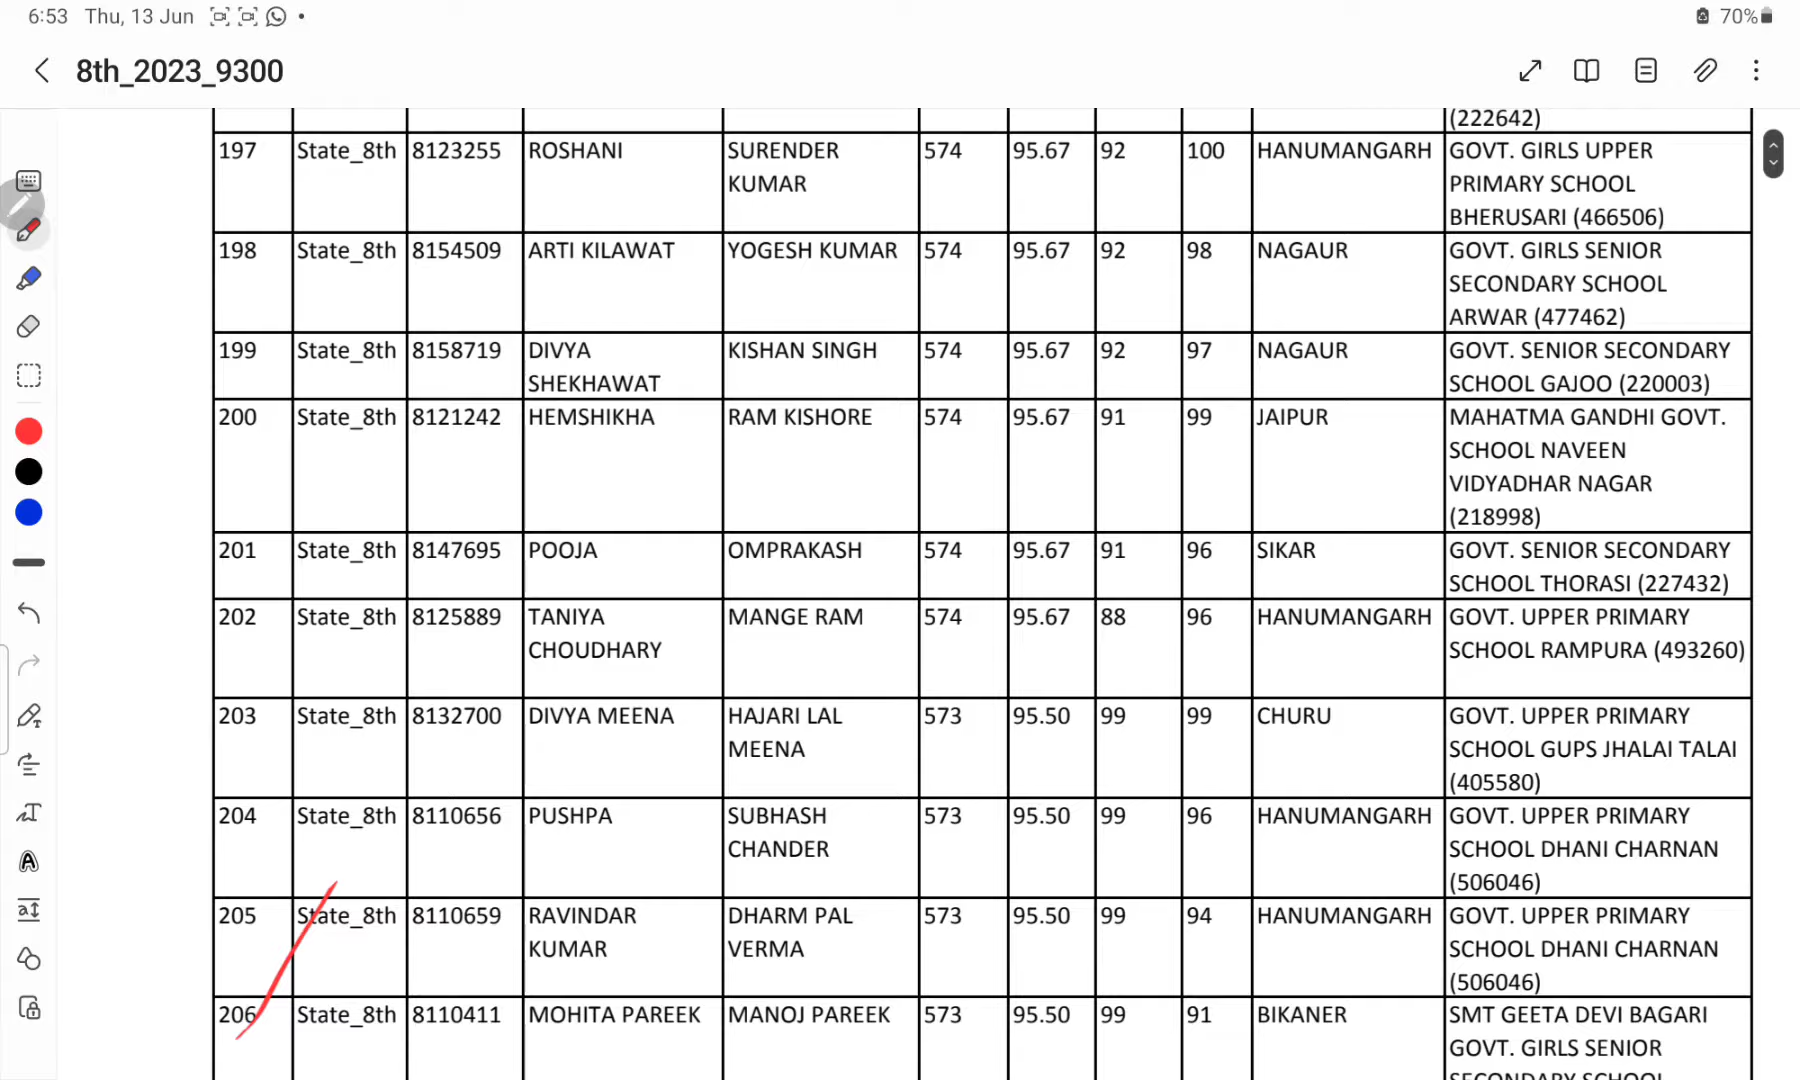 6:53 Thu, 13 Jun 70%
8th_2023_9300
(222642)
197 State_8th 8123255 ROSHANI SURENDER 574 95.67 92 100 HANUMANGARH GOVT. GIRLS UPPER
KUMAR PRIMARY SCHOOL
BHERUSARI (466506)
198 State_8th 8154509 ARTI KILAWAT YOGESH KUMAR 574 95.67 92 98 NAGAUR GOVT. GIRLS SENIOR
SECONDARY SCHOOL
ARWAR (477462)
199 State_8th 8158719 DIVYA KISHAN SINGH 574 95.67 92 97 NAGAUR GOVT. SENIOR SECONDARY
SHEKHAWAT SCHOOL GAJOO (220003)
200 State_8th 8121242 HEMSHIKHA RAM KISHORE 574 95.67 91 99 JAIPUR MAHATMA GANDHI GOVT.
SCHOOL NAVEEN
VIDYADHAR NAGAR
(218998)
201 State_8th 8147695 POOJA OMPRAKASH 574 95.67 91 96 SIKAR GOVT. SENIOR SECONDARY
SCHOOL THORASI (227432)
202 State_8th 8125889 TANIYA MANGE RAM 574 95.67 88 96 HANUMANGARH GOVT. UPPER PRIMARY
CHOUDHARY SCHOOL RAMPURA (493260)
203 State_8th 8132700 DIVYA MEENA HAJARI LAL 573 95.50 99 99 CHURU GOVT. UPPER PRIMARY
MEENA SCHOOL GUPS JHALAI TALAI
(405580)
204 State_8th 8110656 PUSHPA SUBHASH 573 95.50 99 96 HANUMANGARH GOVT. UPPER PRIMARY
CHANDER SCHOOL DHANI CHARNAN
(506046)
205 State_8th 8110659 RAVINDAR DHARM PAL 573 95.50 99 94 HANUMANGARH GOVT. UPPER PRIMARY
KUMAR VERMA SCHOOL DHANI CHARNAN
(506046)
206 State_8th 8110411 MOHITA PAREEK MANOJ PAREEK 573 95.50 99 91 BIKANER SMT GEETA DEVI BAGARI
GOVT. GIRLS SENIOR
SECONDARY SCHOOL